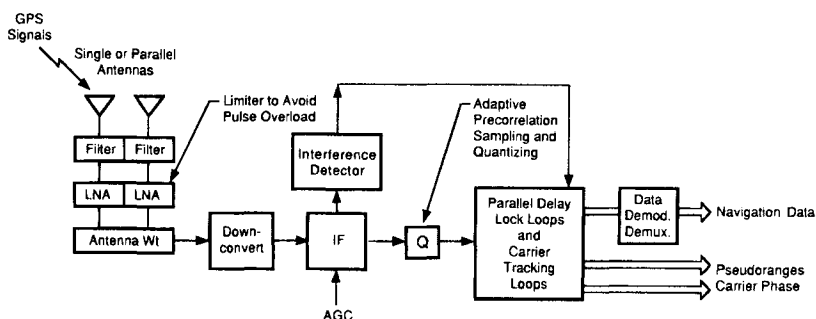 GPS
Signals
Single or Parallel
Antennas
Limiter to Avoid
Pulse Overload
Adaptive
Precorrelation
Sampling and
Quantizing
Filter Filter
Interference
Detector
LNA LNA
Antenna Wt
Down-
convert
IF
Q
Parallel Delay
Lock Loops
and
Carrier
Tracking
Loops
Data
Demod.
Demux.
Navigation Data
Pseudoranges
Carrier Phase
AGC